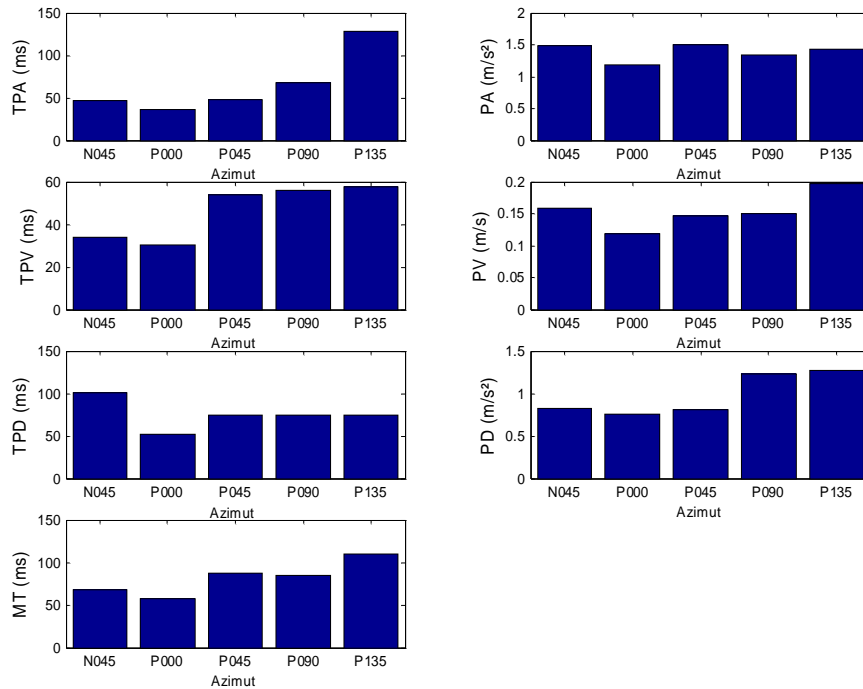 TPA (ms)
150
100
50
0
N045 P000 P045 P090 P135
Azimut
PA (m/s²)
2
1.5
1
0.5
0
N045 P000 P045 P090 P135
Azimut
TPV (ms)
60
40
20
0
N045 P000 P045 P090 P135
Azimut
PV (m/s)
0.2
0.15
0.1
0.05
0
N045 P000 P045 P090 P135
Azimut
TPD (ms)
150
100
50
0
N045 P000 P045 P090 P135
Azimut
PD (m/s²)
1.5
1
0.5
0
N045 P000 P045 P090 P135
Azimut
MT (ms)
150
100
50
0
N045 P000 P045 P090 P135
Azimut